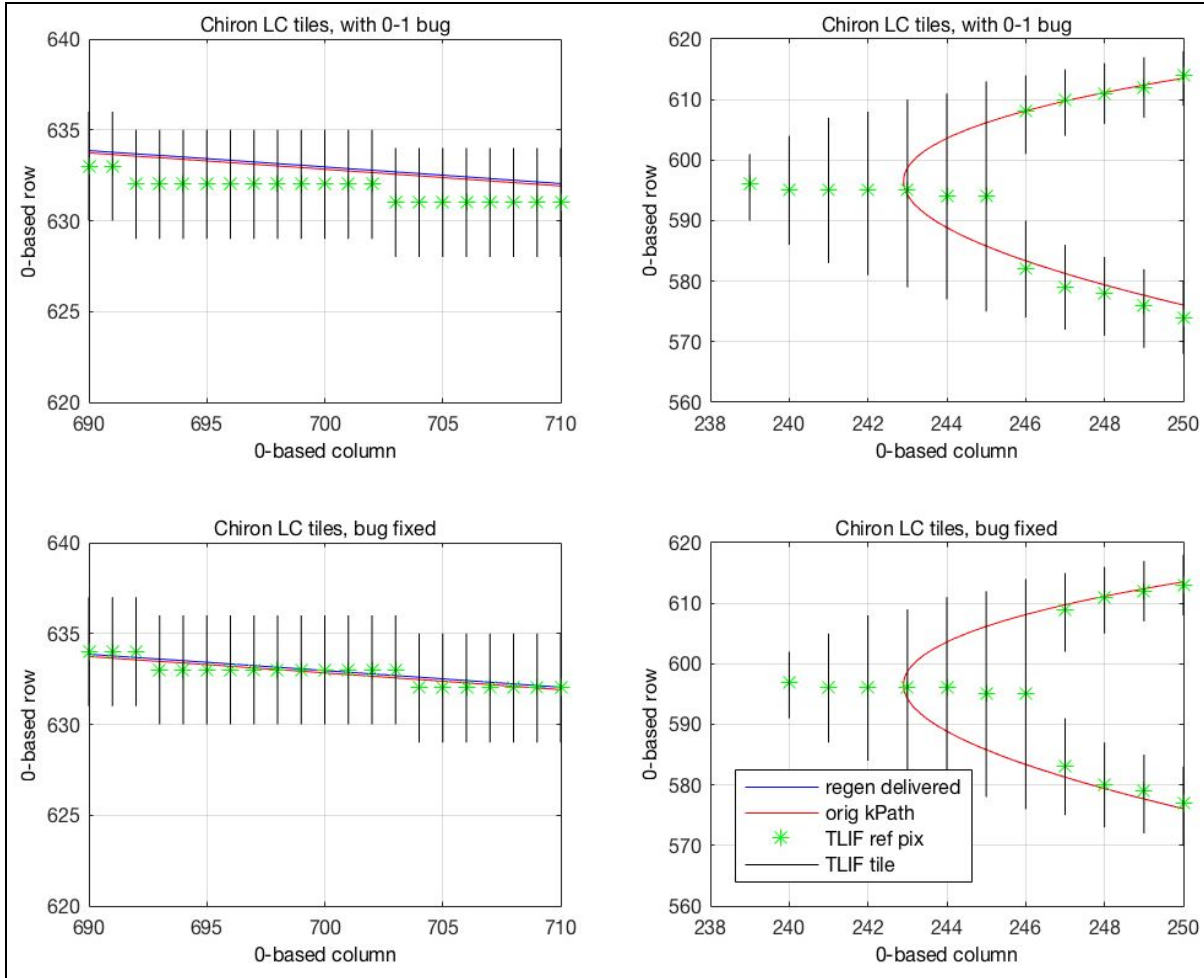 Chiron LC tiles, with 0-1 bug
640
635
630
625
620
0-based row
690 695 700 705 710
0-based column
Chiron LC tiles, with 0-1 bug
620
610
600
590
580
570
560
0-based row
238 240 242 244 246 248 250
0-based column
Chiron LC tiles, bug fixed
640
635
630
625
620
0-based row
690 695 700 705 710
0-based column
Chiron LC tiles, bug fixed
620
610
600
590
580
570
560
0-based row
regen delivered
orig kPath
TLIF ref pix
TLIF tile
238 240 242 244 246 248 250
0-based column